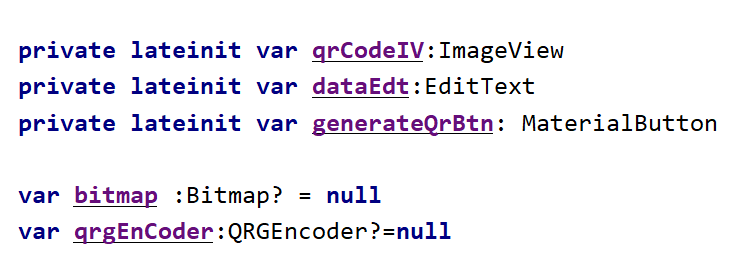 private lateinit var qrCodeIV:ImageView
private lateinit var dataEdt:EditText
private lateinit var generateQrBtn: MaterialButton
var bitmap :Bitmap? = null
var qrgEnCoder:QRGEncoder?=null